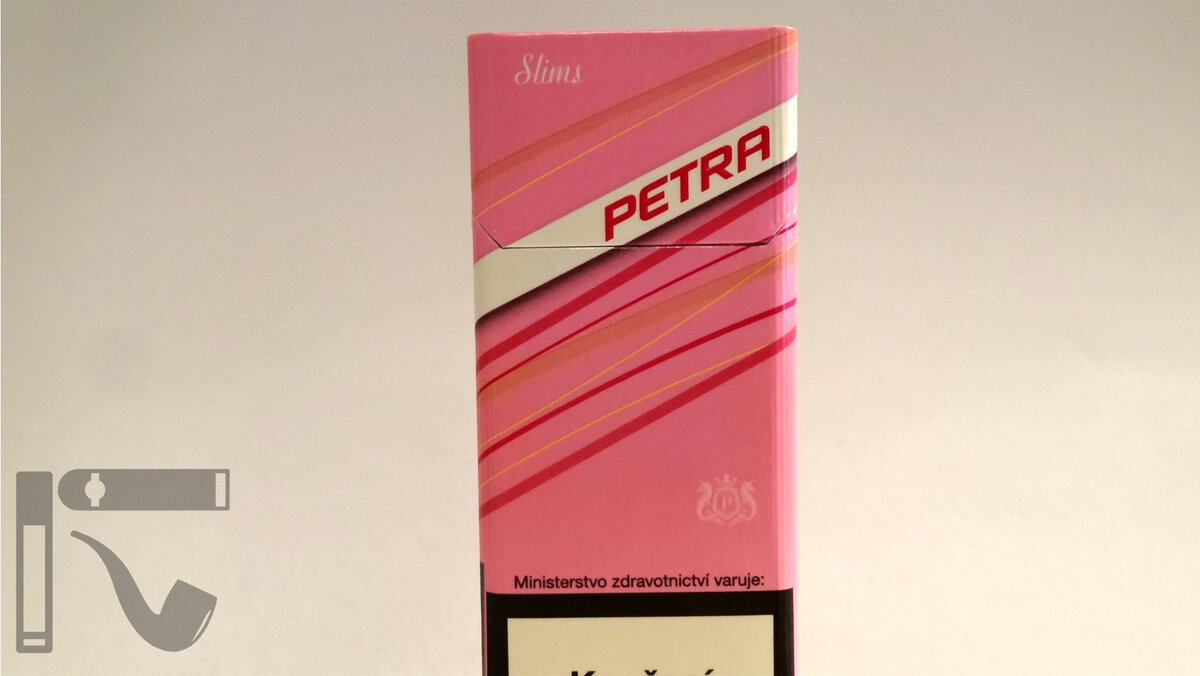 Slims
PETRA
P
Ministerstvo zdravotnictví varuje: